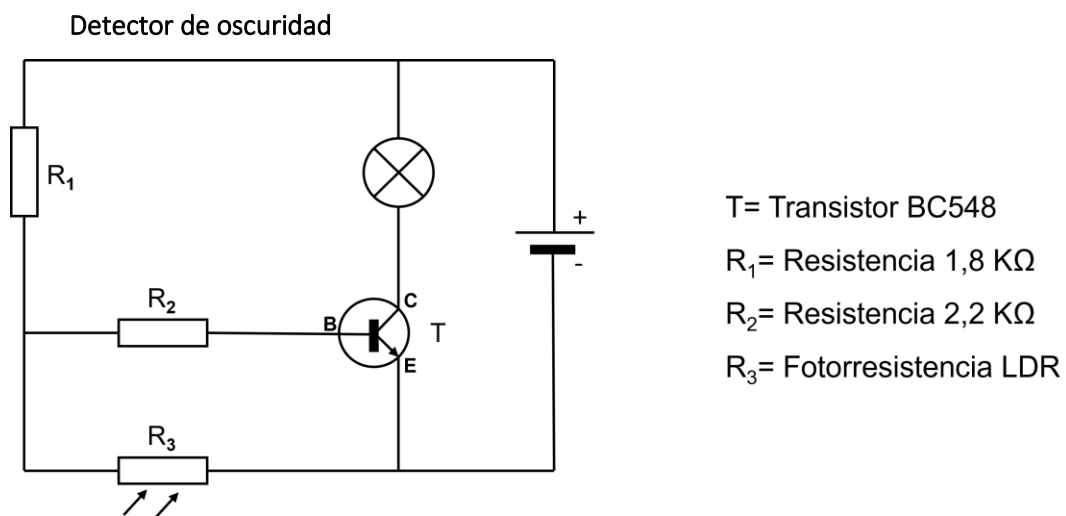 Detector de oscuridad
R₁
+
-
R₂
B
C
T
E
R₃
T= Transistor BC548
R₁= Resistencia 1,8 KΩ
R₂= Resistencia 2,2 KΩ
R₃= Fotorresistencia LDR